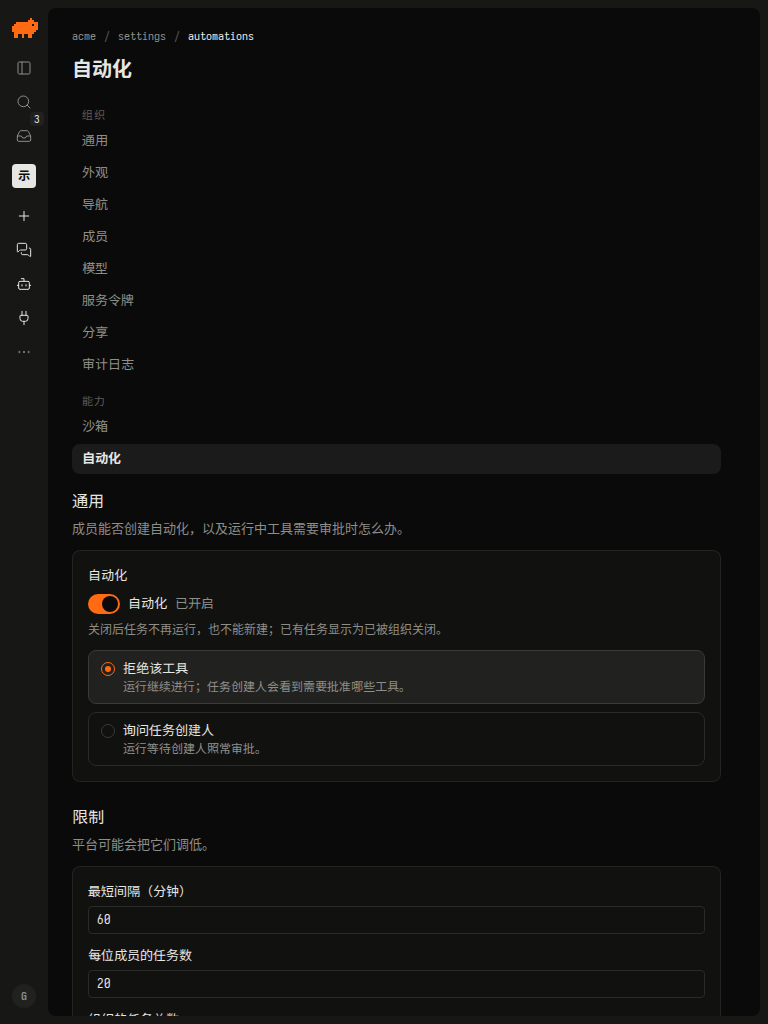 acme / settings / automations
自动化
3
示
组织
通用
外观
导航
成员
模型
服务令牌
分享
审计日志
能力
沙箱
自动化
通用
成员能否创建自动化，以及运行中工具需要审批时怎么办。
自动化
自动化 已开启
关闭后任务不再运行，也不能新建；已有任务显示为已被组织关闭。
拒绝该工具
运行继续进行；任务创建人会看到需要批准哪些工具。
询问任务创建人
运行等待创建人照常审批。
限制
平台可能会把它们调低。
最短间隔（分钟）
60
每位成员的任务数
20
G